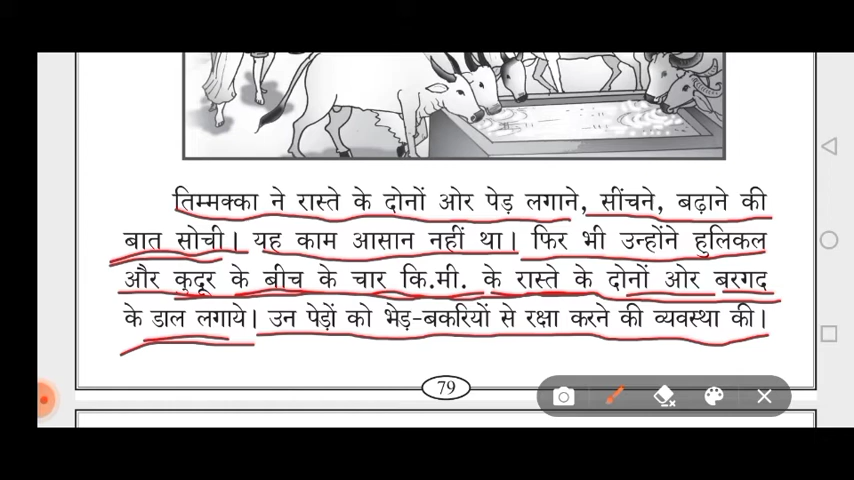 तिम्मक्का ने रास्ते के दोनों ओर पेड़ लगाने, सींचने, बढ़ाने की
बात सोची। यह काम आसान नहीं था। फिर भी उन्होंने हुलिकल
और कुदूर के बीच के चार कि.मी. के रास्ते के दोनों ओर बरगद
के डाल लगाये। उन पेड़ों को भेड़-बकरियों से रक्षा करने की व्यवस्था की।
79